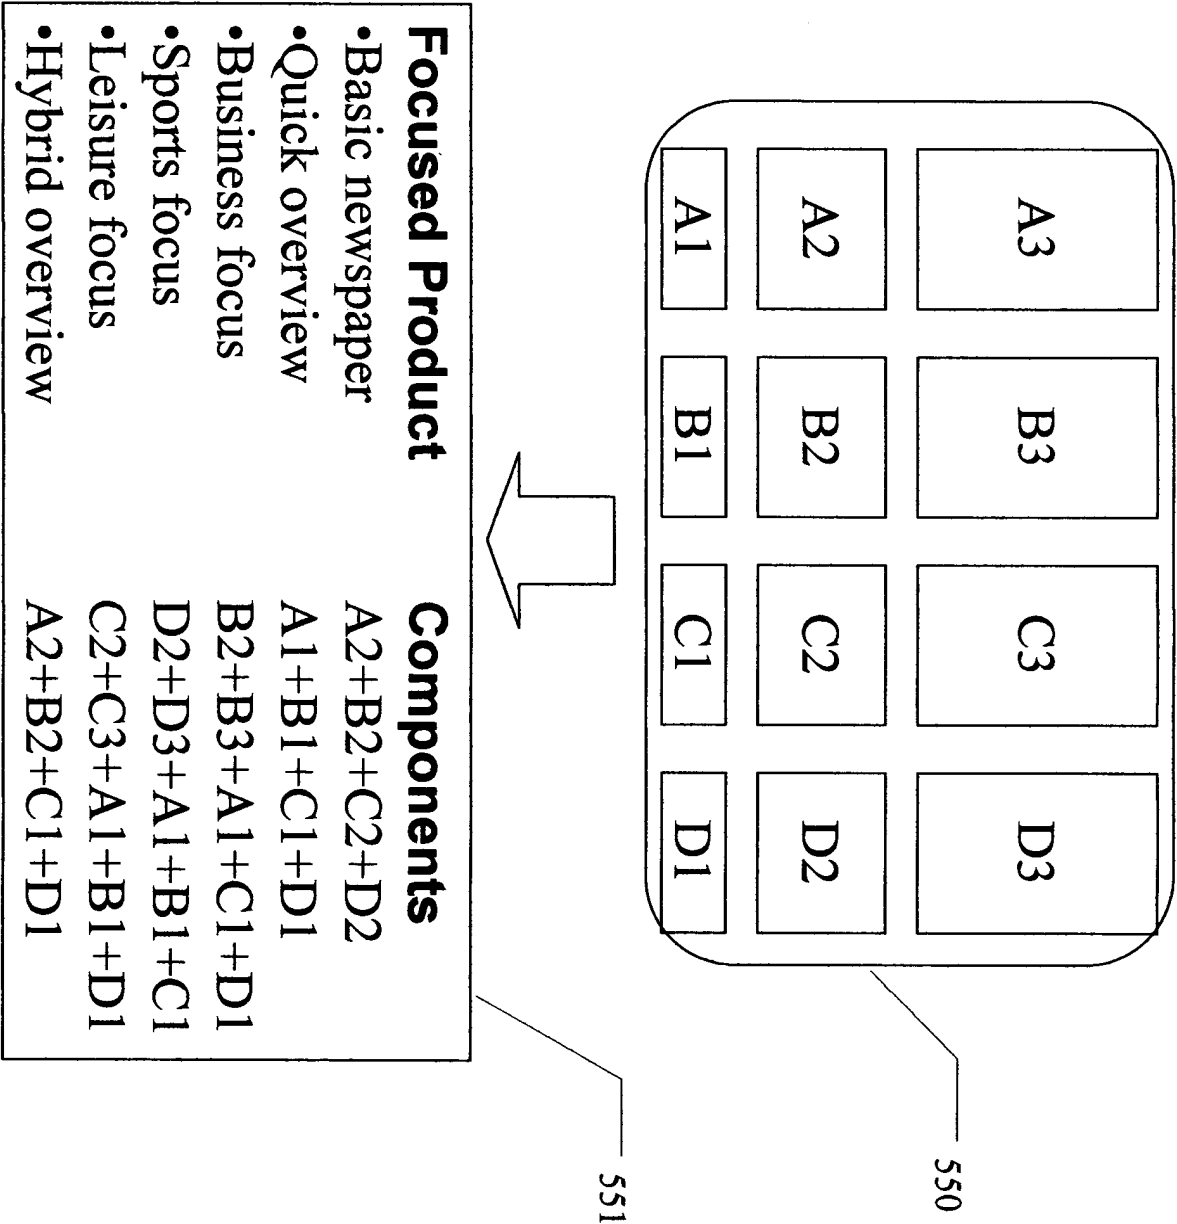 A3 B3 C3 D3
A2 B2 C2 D2
A1 B1 C1 D1
550
551
Focused Product Components
•Basic newspaper A2+B2+C2+D2
•Quick overview A1+B1+C1+D1
•Business focus B2+B3+A1+C1+D1
•Sports focus D2+D3+A1+B1+C1
•Leisure focus C2+C3+A1+B1+D1
•Hybrid overview A2+B2+C1+D1